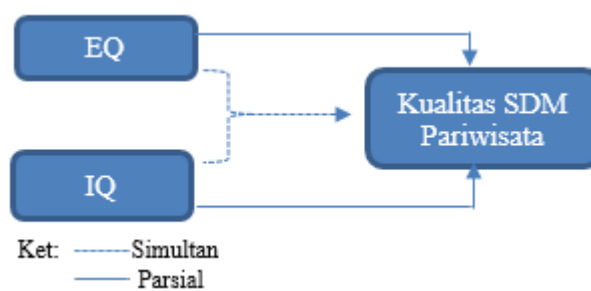 EQ
Kualitas SDM
Pariwisata
IQ
Ket: Simultan
Parsial